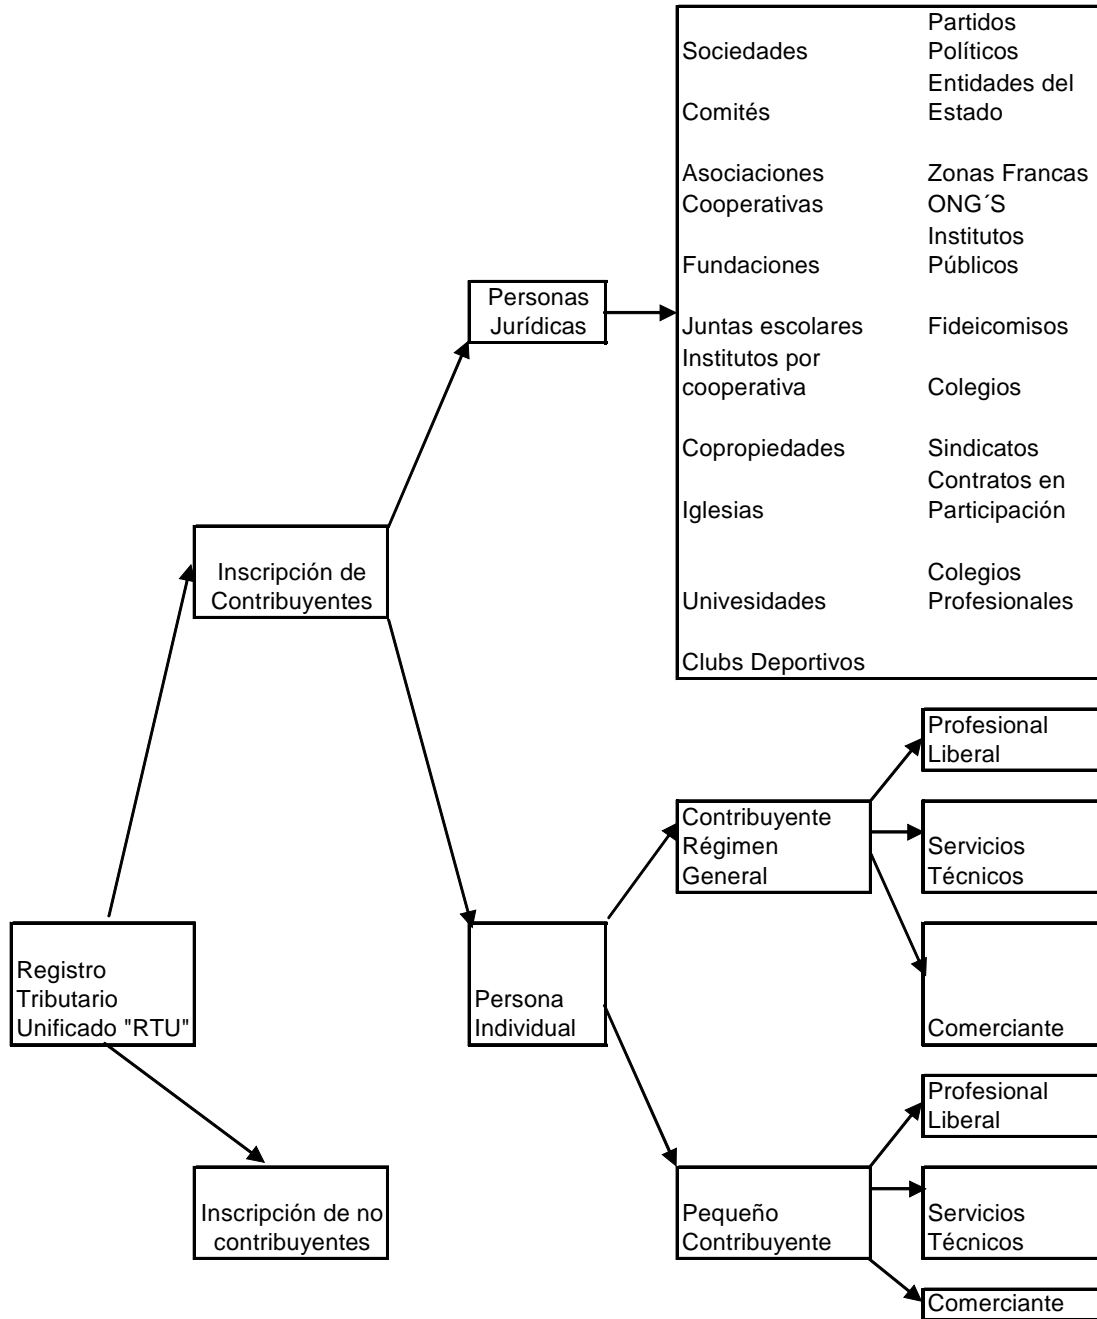 Partidos
Sociedades Políticos
Entidades del
Comités Estado
Asociaciones Zonas Francas
Cooperativas ONG´S
Institutos
Fundaciones Públicos
Juntas escolares Fideicomisos
Institutos por
cooperativa Colegios
Copropiedades Sindicatos
Contratos en
Iglesias Participación
Colegios
Univesidades Profesionales
Clubs Deportivos
Personas
Jurídicas
Inscripción de
Contribuyentes
Profesional
Liberal
Contribuyente
Régimen
General
Servicios
Técnicos
Comerciante
Registro
Tributario
Unificado "RTU"
Persona
Individual
Profesional
Liberal
Inscripción de no
contribuyentes
Pequeño
Contribuyente
Servicios
Técnicos
Comerciante